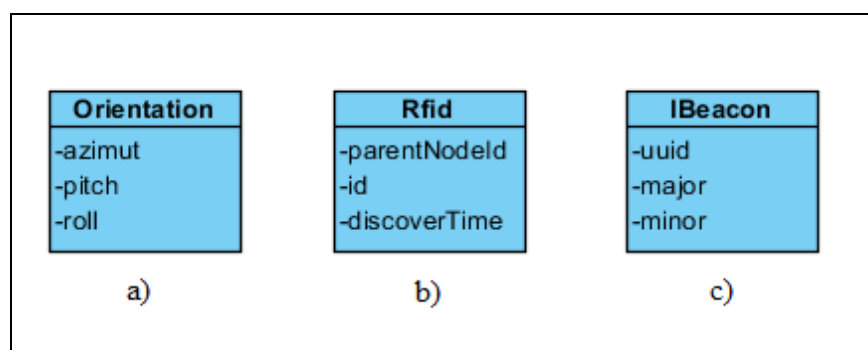 Orientation
-azimut
-pitch
-roll
a)
Rfid
-parentNodeId
-id
-discoverTime
b)
IBeacon
-uuid
-major
-minor
c)